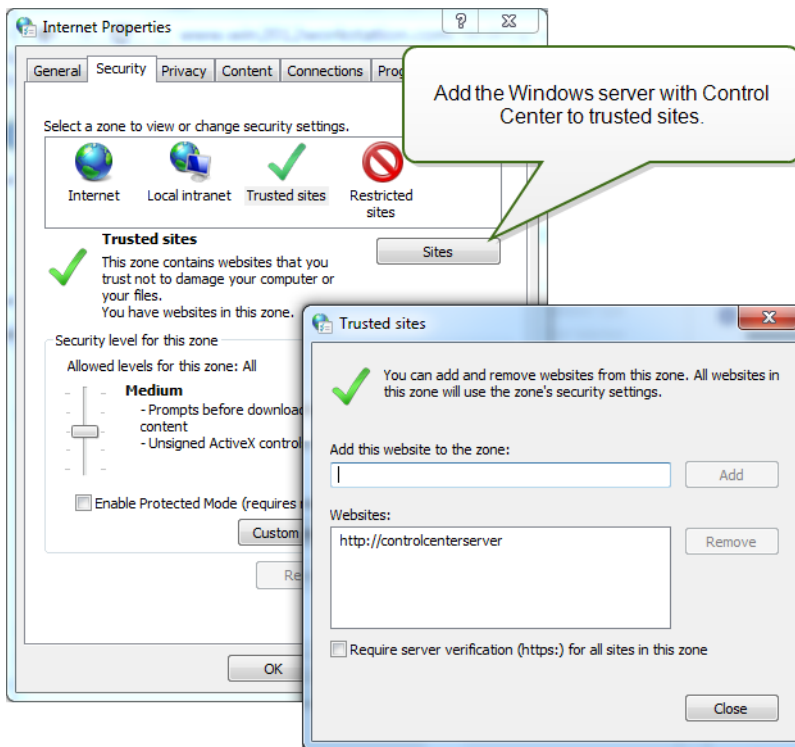 Internet Properties
General Security Privacy Content Connections
Add the Windows server with Control
Center to trusted sites.
Select a zone to view or change security settings.
Internet
Local intranet
Trusted sites
Restricted
sites
Trusted sites
This zone contains websites that you
trust not to damage your computer or
your files.
You have websites in this zone.
Sites
Security level for this zone
Allowed levels for this zone: All
Medium
- Prompts before
content
- Unsigned ActiveX
Enable Protected Mode (requires
Custom
OK
Trusted sites
You can add and remove websites from this zone. All websites in
this zone will use the zone's security settings.
Add this website to the zone:
Add
Websites:
http://controlcenterserver
Remove
Require server verification (https:) for all sites in this zone
Close